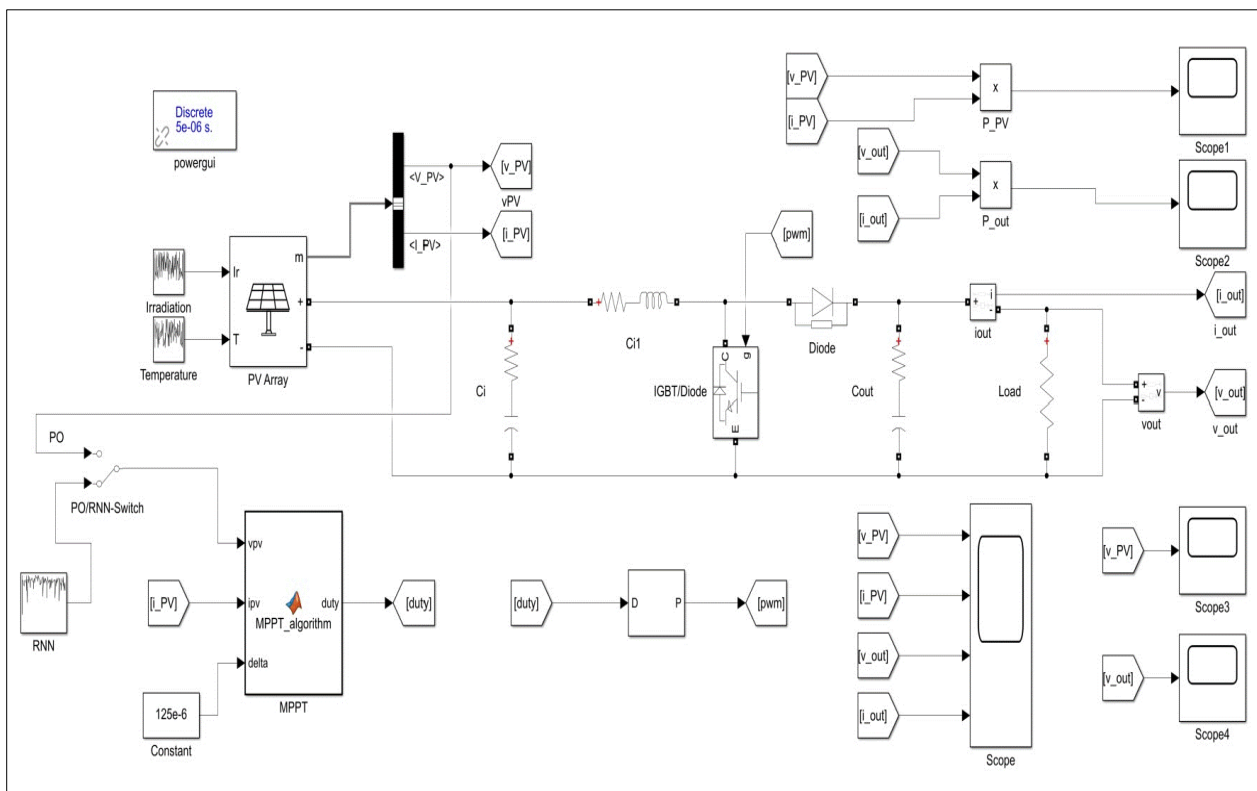 Discrete
5e-06 s.
powergui
<V_PV>
[v_PV]
vPV
<I_PV>
[i_PV]
Irradiation
Temperature
Ir
T
m
+
-
PV Array
Ci
Ci1
[pwm]
g
C
E
IGBT/Diode
Diode
Cout
i
+
-
iout
Load
+
-
v
vout
[v_PV]
[i_PV]
x
P_PV
Scope1
[v_out]
[i_out]
x
P_out
Scope2
[i_out]
i_out
[v_out]
v_out
PO
PO/RNN-Switch
RNN
[i_PV]
125e-6
Constant
vpv
ipv
delta
duty
MPPT_algorithm
MPPT
[duty]
[duty]
D
P
[pwm]
[v_PV]
[i_PV]
[v_out]
[i_out]
Scope
[v_PV]
Scope3
[v_out]
Scope4